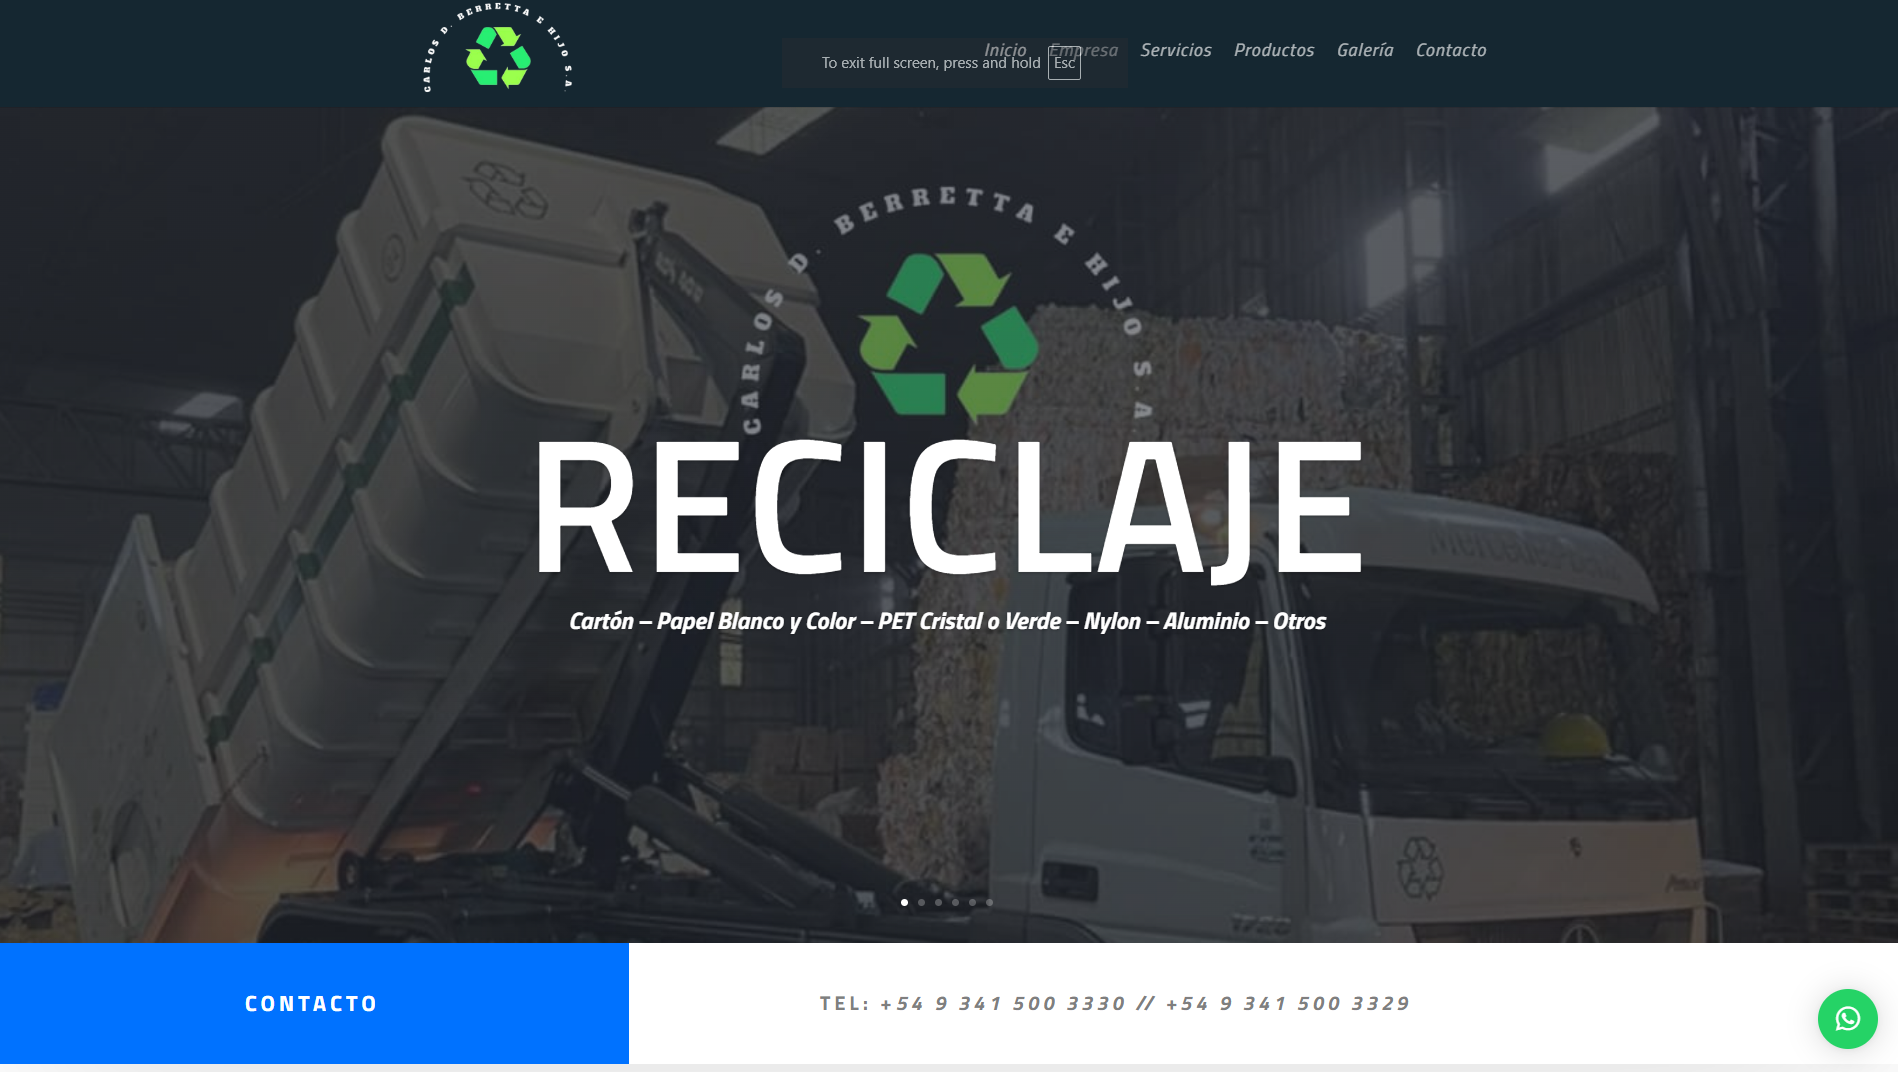 CARLOS D. BERRETTA E HIJO S.A.
Inicio Empresa Servicios Productos Galería Contacto
To exit full screen, press and hold Esc
CARLOS D. BERRETTA E HIJO S.A
RECICLAJE
Cartón – Papel Blanco y Color – PET Cristal o Verde – Nylon – Aluminio – Otros
1726
CONTACTO
TEL: +54 9 341 500 3330 // +54 9 341 500 3329